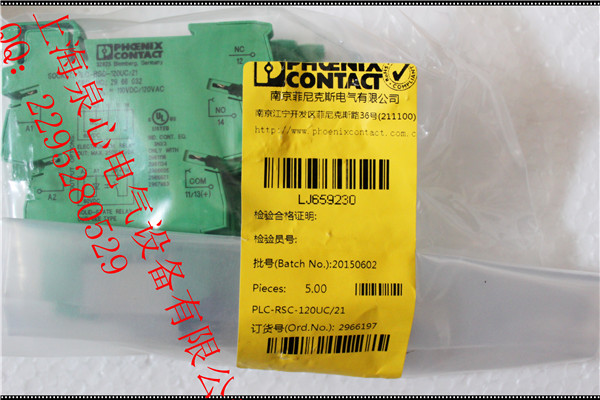 PHOENIX
CONTACT
NC
12
NO
14
A1
COM
11/13(+)
A2
PHOENIX
CONTACT
COMPLIANT
南京菲尼克斯电气有限公司
南京江宁开发区菲尼克斯路36号(211100)
http://www.phoenixcontact.com.c
LJ659230
检验合格证明:
检验员号:
批号(Batch No.):20150602
Pieces: 5.00
PLC-RSC-120UC/21
订货号(Ord.No.): 2966197
上海泉心电气设备有限公
QQ: 2295280529